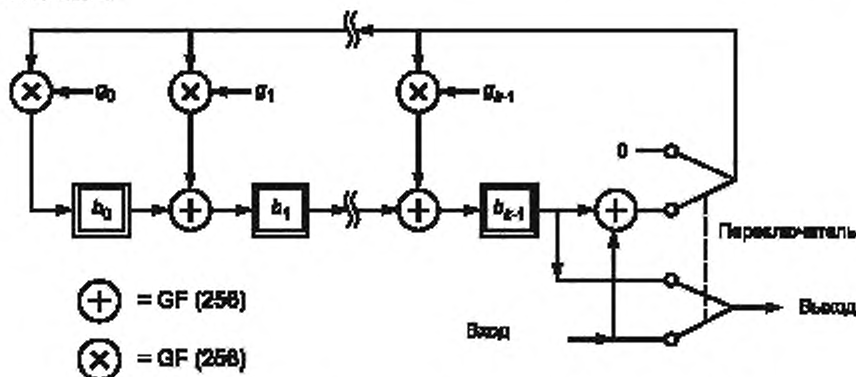 g₀
g₁
gₖ₋₁
0
b₀
b₁
bₖ₋₁
Переключатель
Выход
Вход
+ = GF (256)
× = GF (256)